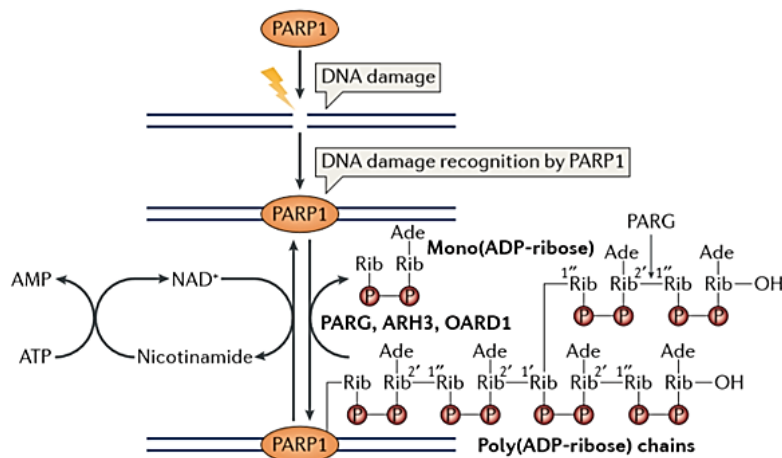 PARP1
DNA damage
DNA damage recognition by PARP1
PARP1
PARG
Ade
Mono(ADP-ribose)
Rib Rib
P P
Ade Ade
1″ 2′ 1″
Rib Rib Rib Rib OH
P P P P
AMP NAD⁺
PARG, ARH3, OARD1
ATP Nicotinamide
Ade Ade Ade Ade
2′ 1″ 2′ 1′ 2′ 1″
Rib Rib Rib Rib Rib Rib Rib Rib OH
P P P P P P P P
PARP1
Poly(ADP-ribose) chains